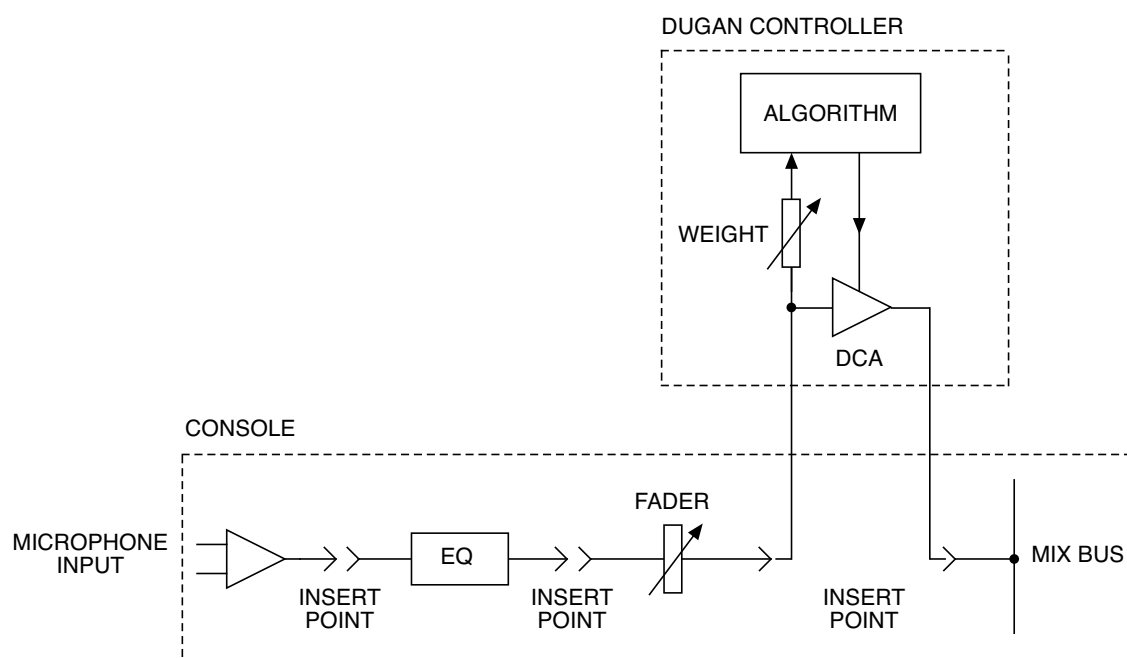 DUGAN CONTROLLER
ALGORITHM
WEIGHT
DCA
CONSOLE
FADER
MICROPHONE
INPUT
EQ
MIX BUS
INSERT
POINT
INSERT
POINT
INSERT
POINT